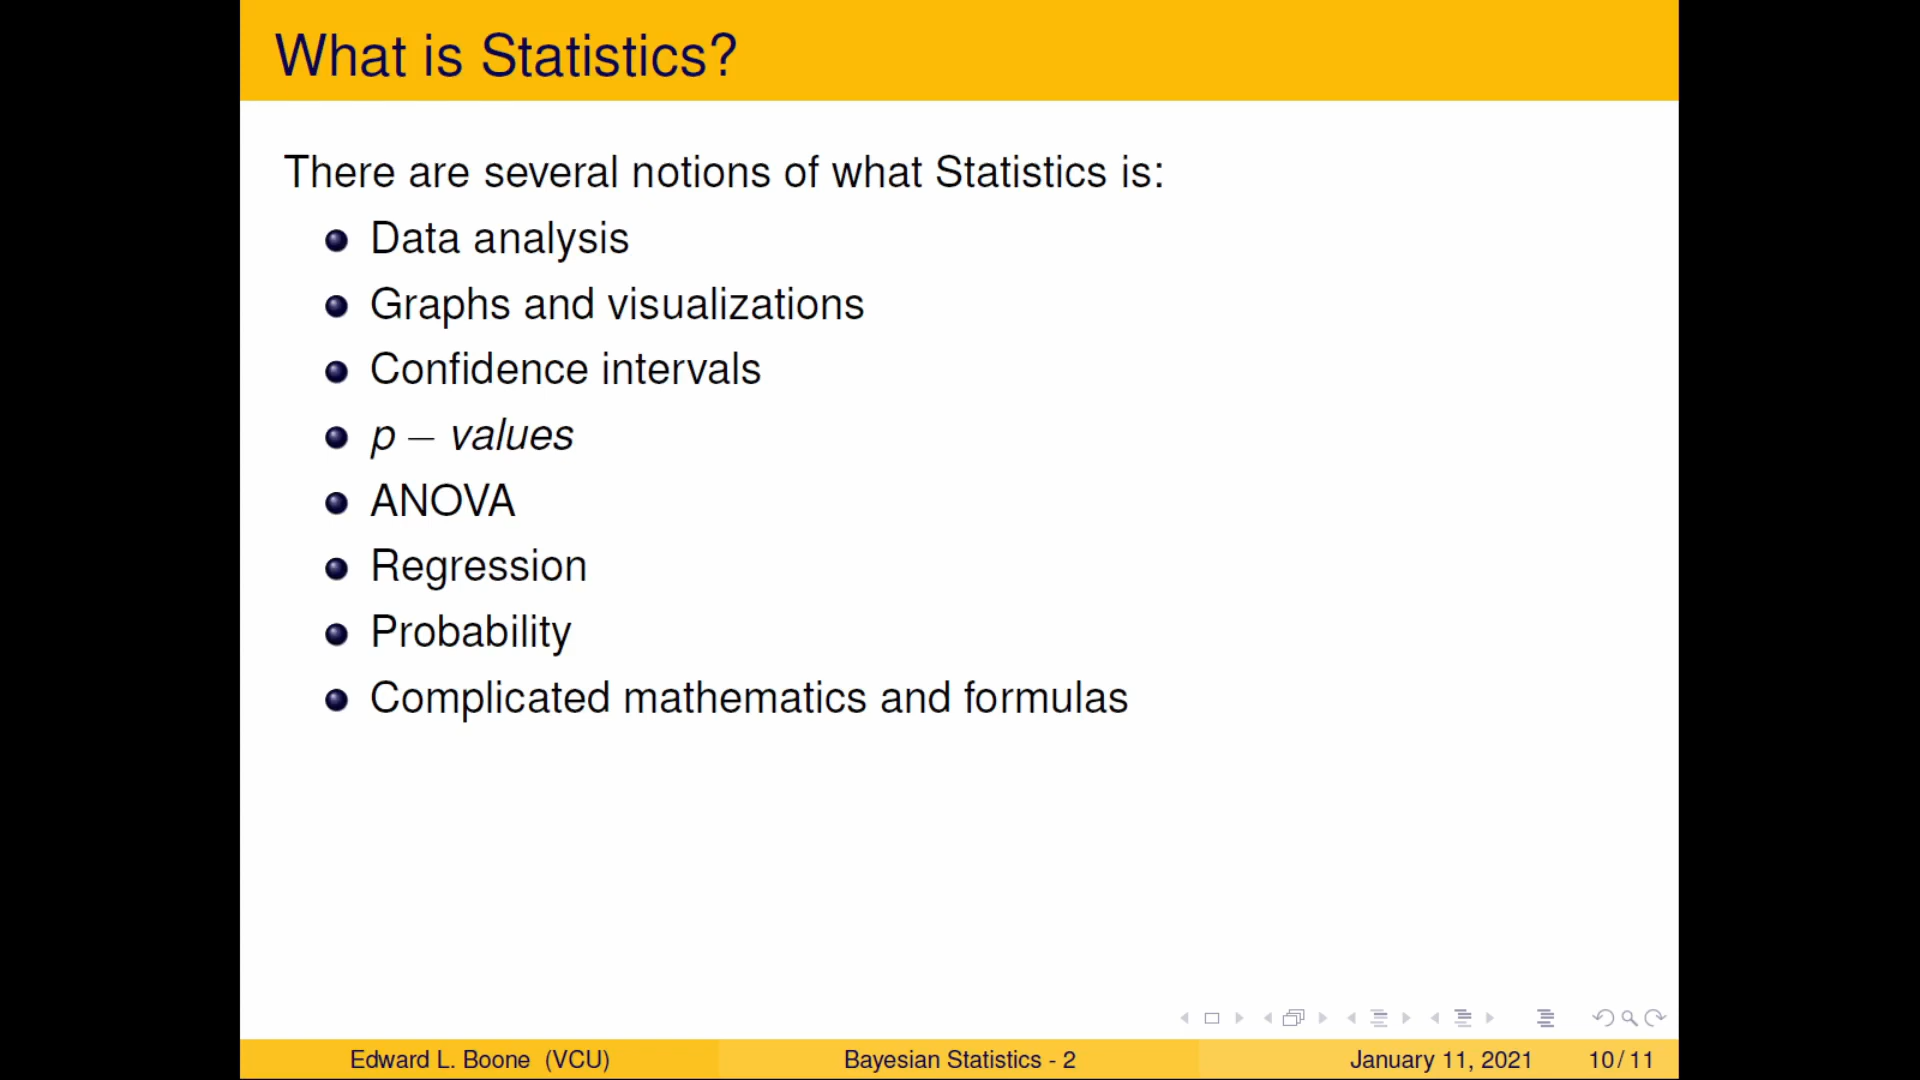 What is Statistics?
There are several notions of what Statistics is:
Data analysis
Graphs and visualizations
Confidence intervals
p − values
ANOVA
Regression
Probability
Complicated mathematics and formulas
Edward L. Boone (VCU) Bayesian Statistics - 2 January 11, 2021 10 / 11